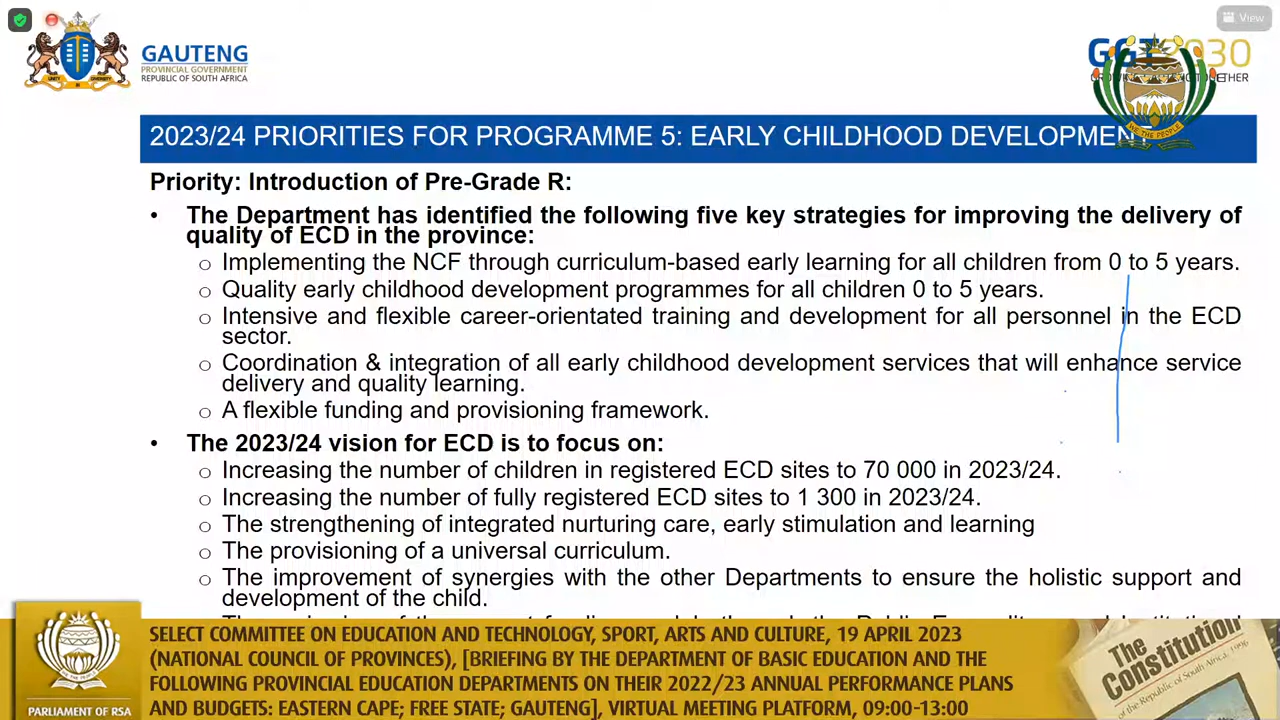 View
GAUTENG
PROVINCIAL GOVERNMENT
REPUBLIC OF SOUTH AFRICA
2030
2023/24 PRIORITIES FOR PROGRAMME 5: EARLY CHILDHOOD DEVELOPMENT
Priority: Introduction of Pre-Grade R:
• The Department has identified the following five key strategies for improving the delivery of
quality of ECD in the province:
o Implementing the NCF through curriculum-based early learning for all children from 0 to 5 years.
o Quality early childhood development programmes for all children 0 to 5 years.
o Intensive and flexible career-orientated training and development for all personnel in the ECD
sector.
o Coordination & integration of all early childhood development services that will enhance service
delivery and quality learning.
o A flexible funding and provisioning framework.
• The 2023/24 vision for ECD is to focus on:
o Increasing the number of children in registered ECD sites to 70 000 in 2023/24.
o Increasing the number of fully registered ECD sites to 1 300 in 2023/24.
o The strengthening of integrated nurturing care, early stimulation and learning
o The provisioning of a universal curriculum.
o The improvement of synergies with the other Departments to ensure the holistic support and
development of the child.
SELECT COMMITTEE ON EDUCATION AND TECHNOLOGY, SPORT, ARTS AND CULTURE, 19 APRIL 2023
(NATIONAL COUNCIL OF PROVINCES), [BRIEFING BY THE DEPARTMENT OF BASIC EDUCATION AND THE
FOLLOWING PROVINCIAL EDUCATION DEPARTMENTS ON THEIR 2022/23 ANNUAL PERFORMANCE PLANS
AND BUDGETS: EASTERN CAPE; FREE STATE; GAUTENG], VIRTUAL MEETING PLATFORM, 09:00-13:00
PARLIAMENT OF RSA
The
Constitution
of the Republic of South Africa, 1996